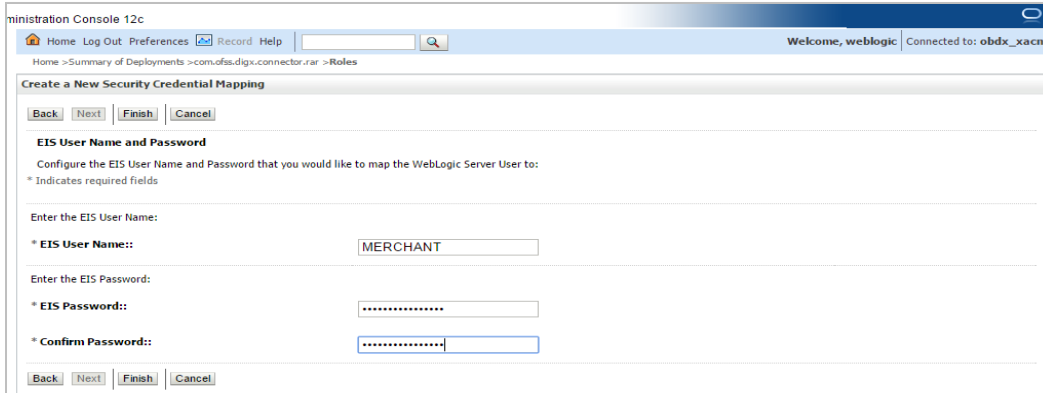 ministration Console 12c
Home Log Out Preferences Record Help
Welcome, weblogic Connected to: obdx_xacn
Home >Summary of Deployments >com.ofss.digx.connector.rar >Roles
Create a New Security Credential Mapping
Back Next Finish Cancel
EIS User Name and Password
Configure the EIS User Name and Password that you would like to map the WebLogic Server User to:
* Indicates required fields
Enter the EIS User Name:
* EIS User Name:: MERCHANT
Enter the EIS Password:
* EIS Password:: ••••••••••••••••
* Confirm Password:: ••••••••••••••••
Back Next Finish Cancel